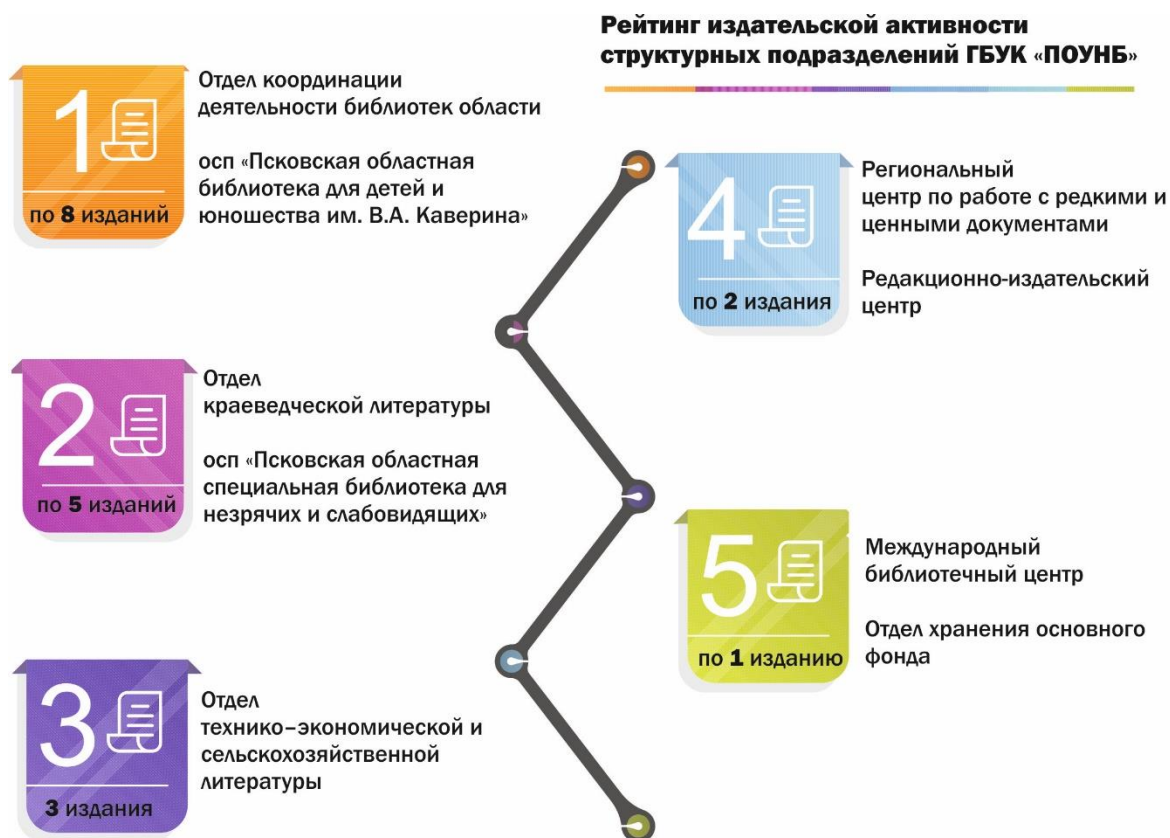 Рейтинг издательской активности
структурных подразделений ГБУК «ПОУНБ»
1
по 8 изданий
Отдел координации
деятельности библиотек области
осп «Псковская областная
библиотека для детей и
юношества им. В.А. Каверина»
2
по 5 изданий
Отдел
краеведческой литературы
осп «Псковская областная
специальная библиотека для
незрячих и слабовидящих»
3
3 издания
Отдел
технико–экономической и
сельскохозяйственной
литературы
4
по 2 издания
Региональный
центр по работе с редкими и
ценными документами
Редакционно-издательский
центр
5
по 1 изданию
Международный
библиотечный центр
Отдел хранения основного
фонда